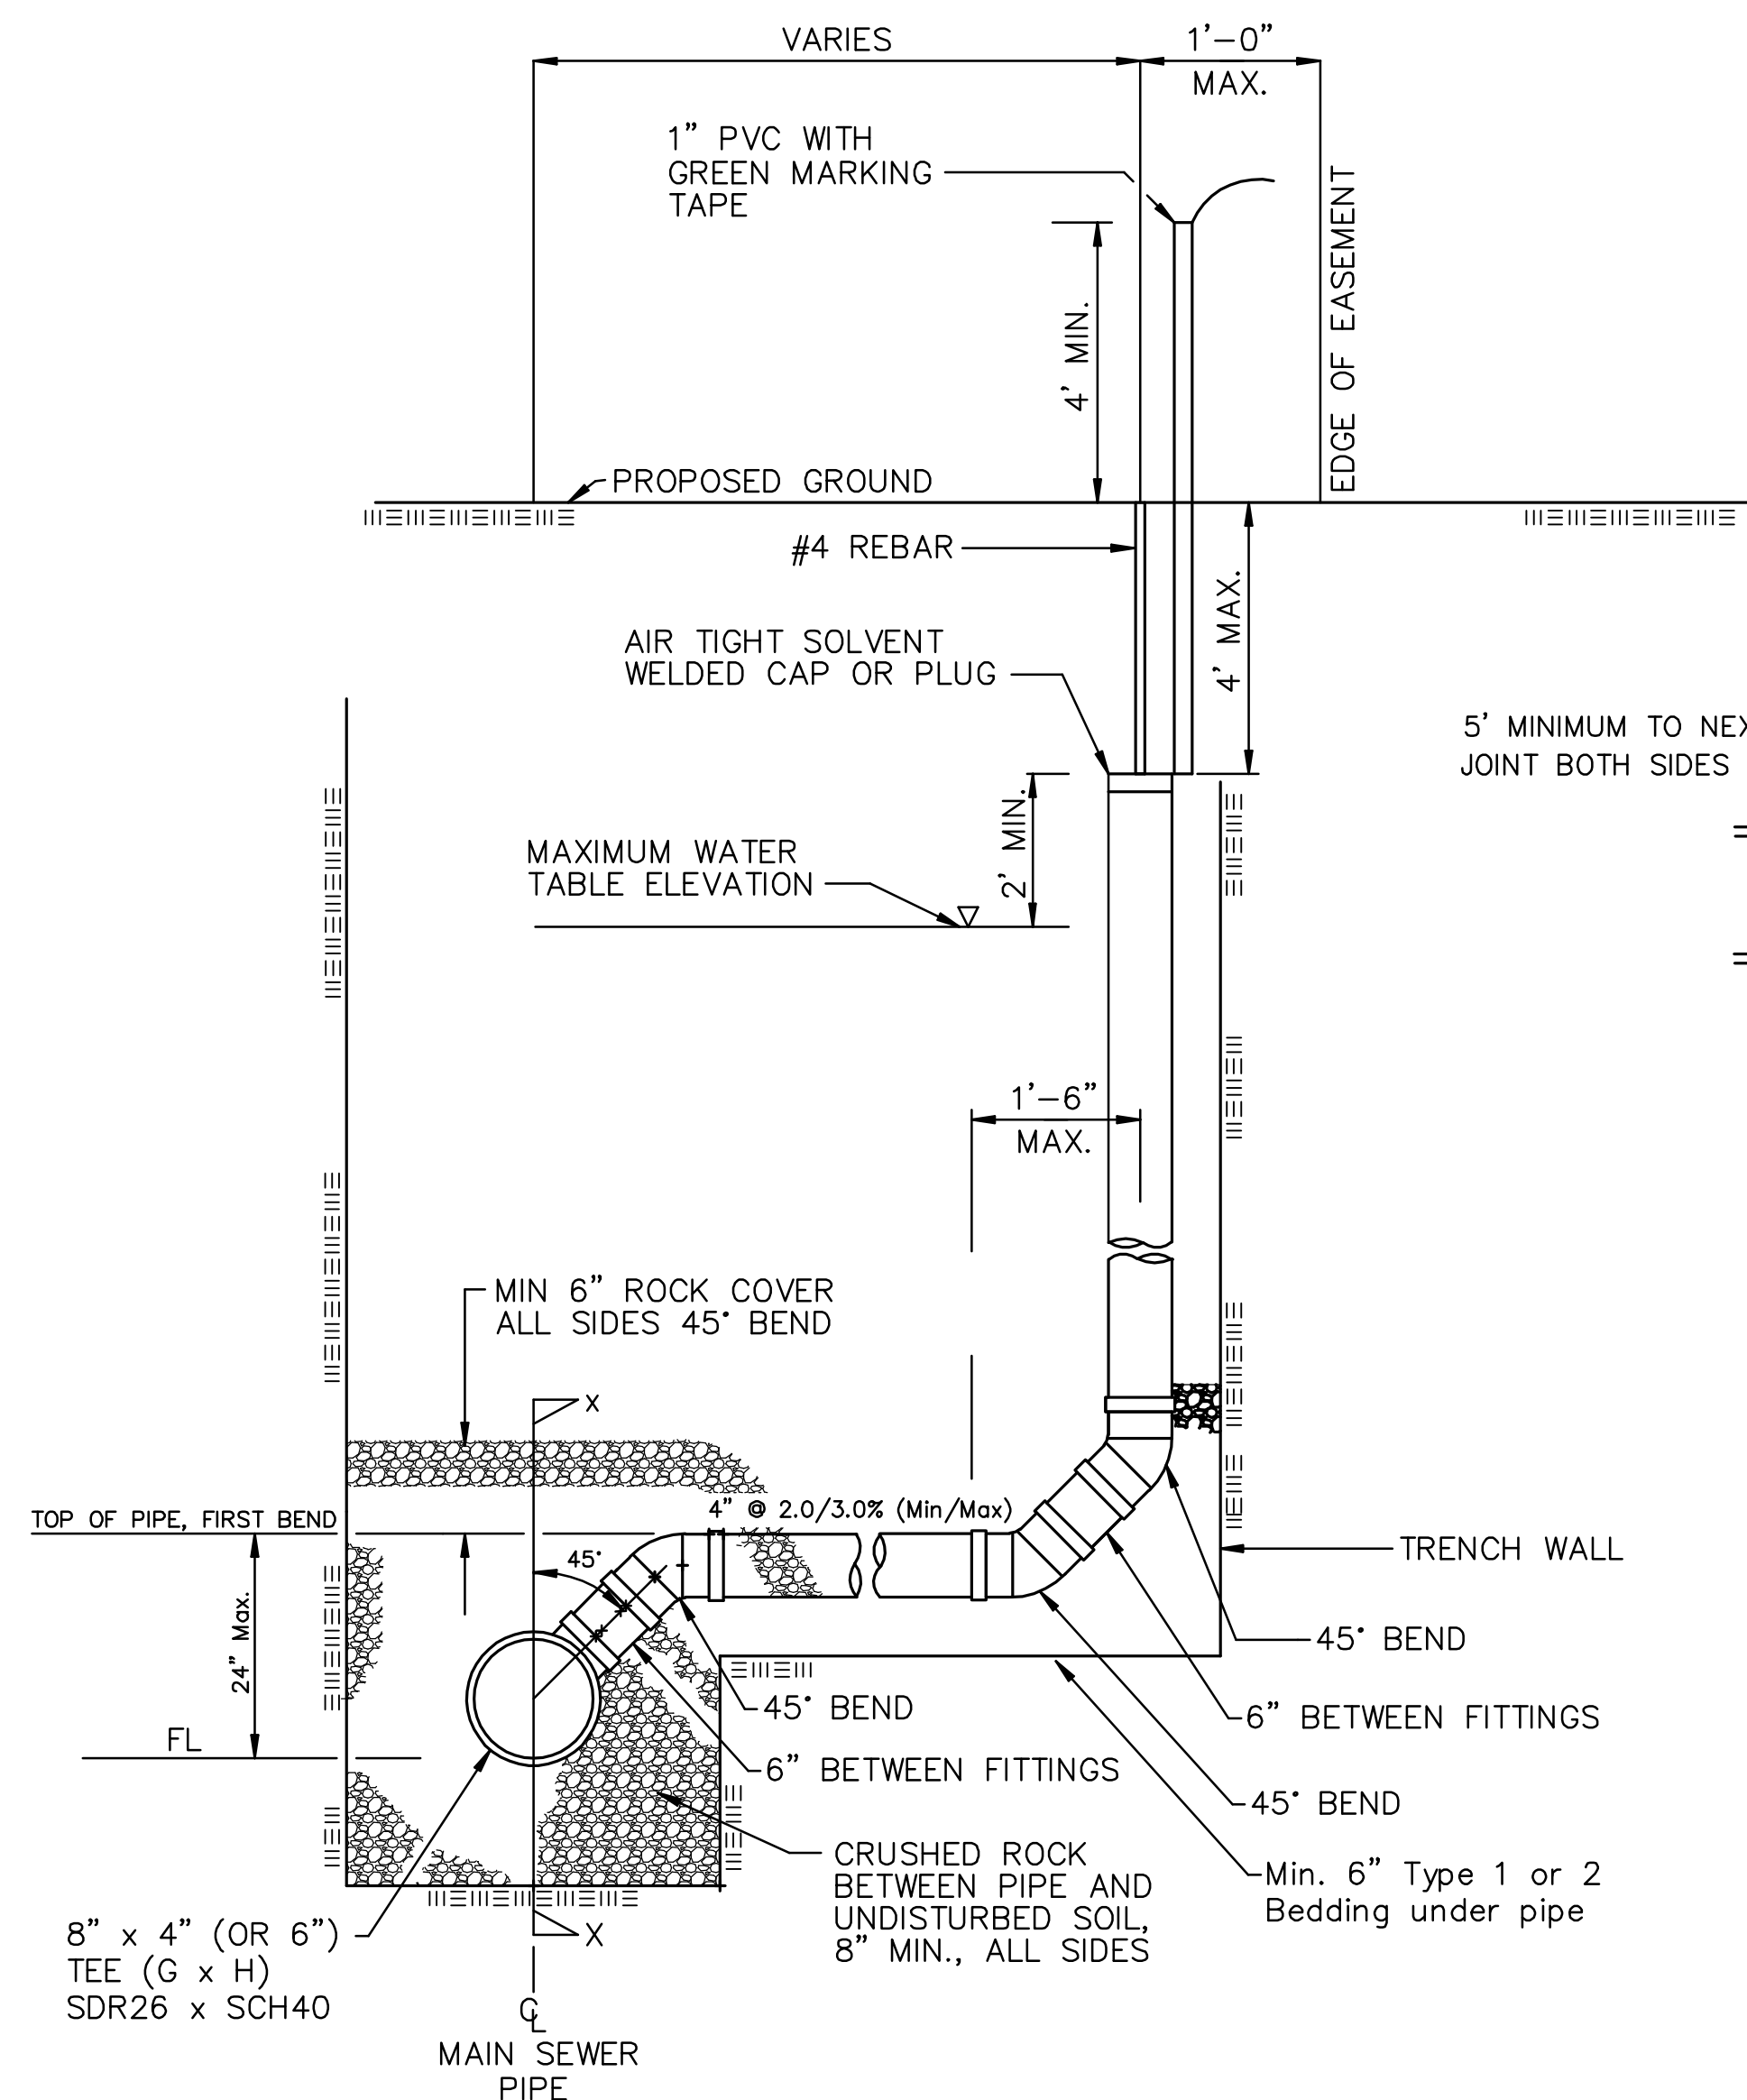 VARIES
1'-0"
MAX.
1" PVC WITH
GREEN MARKING
TAPE
EDGE OF EASEMENT
4' MIN.
PROPOSED GROUND
#4 REBAR
4' MAX.
AIR TIGHT SOLVENT
WELDED CAP OR PLUG
5' MINIMUM TO
JOINT BOTH SIDES
2' MIN.
MAXIMUM WATER
TABLE ELEVATION
1'-6"
MAX.
MIN 6" ROCK COVER
ALL SIDES 45° BEND
X
4" @ 2.0/3.0% (Min/Max)
TOP OF PIPE, FIRST BEND
45°
TRENCH WALL
24" Max.
45° BEND
45° BEND
6" BETWEEN FITTINGS
FL
6" BETWEEN FITTINGS
45° BEND
CRUSHED ROCK
BETWEEN PIPE AND
UNDISTURBED SOIL,
8" MIN., ALL SIDES
Min. 6" Type 1 or 2
Bedding under pipe
8" x 4" (OR 6")
TEE (G x H)
SDR26 x SCH40
X
CL
MAIN SEWER
PIPE